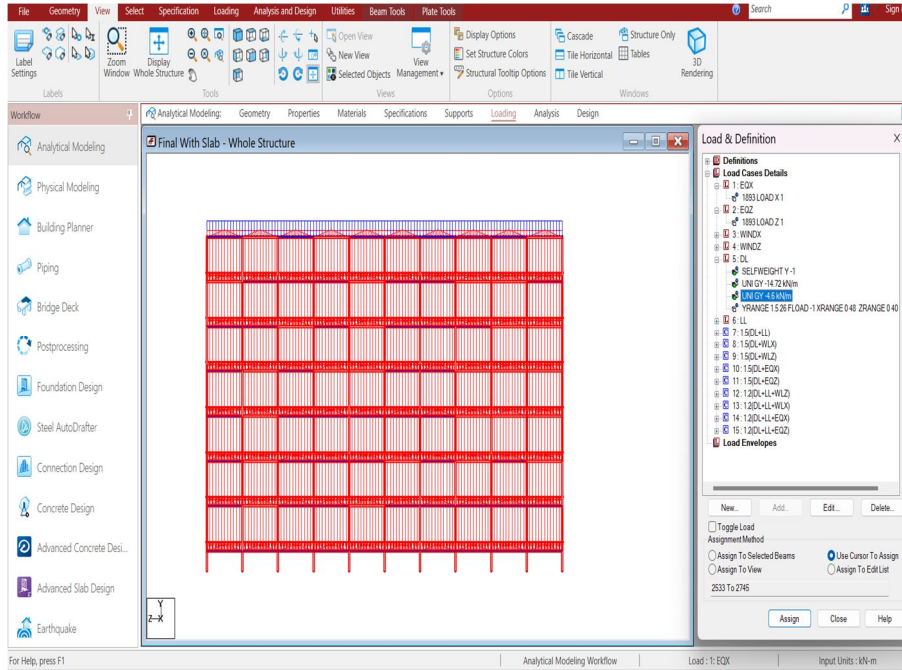 File Geometry View Select Specification Loading Analysis and Design Utilities Beam Tools Plate Tools Search Sign
Label Settings
Zoom Window
Display Whole Structure
Open View
New View
Selected Objects
View Management
Display Options
Set Structure Colors
Structural Tooltip Options
Cascade
Tile Horizontal
Tile Vertical
Structure Only
Tables
3D Rendering
Labels Tools Views Options Windows
Workflow
Analytical Modeling: Geometry Properties Materials Specifications Supports Loading Analysis Design
Analytical Modeling
Physical Modeling
Building Planner
Piping
Bridge Deck
Postprocessing
Foundation Design
Steel AutoDrafter
Connection Design
Concrete Design
Advanced Concrete Desi...
Advanced Slab Design
Earthquake
Final With Slab - Whole Structure
Y
Z X
Load & Definition X
Definitions
Load Cases Details
1 : EQX
1893 LOAD X 1
2 : EQZ
1893 LOAD Z 1
3 : WINDX
4 : WINDZ
5 : DL
SELFWEIGHT Y -1
UNI GY -14.72 kN/m
UNI GY -4.6 kN/m
YRANGE 1.5 26 FLOAD -1 XRANGE 0 48 ZRANGE 0 40
6 : LL
7 : 1.5(DL+LL)
8 : 1.5(DL+WLX)
9 : 1.5(DL+WLZ)
10 : 1.5(DL+EQX)
11 : 1.5(DL+EQZ)
12 : 1.2(DL+LL+WLZ)
13 : 1.2(DL+LL+WLX)
14 : 1.2(DL+LL+EQX)
15 : 1.2(DL+LL+EQZ)
Load Envelopes
New... Add... Edit... Delete...
Toggle Load
Assignment Method
Assign To Selected Beams Use Cursor To Assign
Assign To View Assign To Edit List
2533 To 2745
Assign Close Help
For Help, press F1 Analytical Modeling Workflow Load : 1: EQX Input Units : kN-m